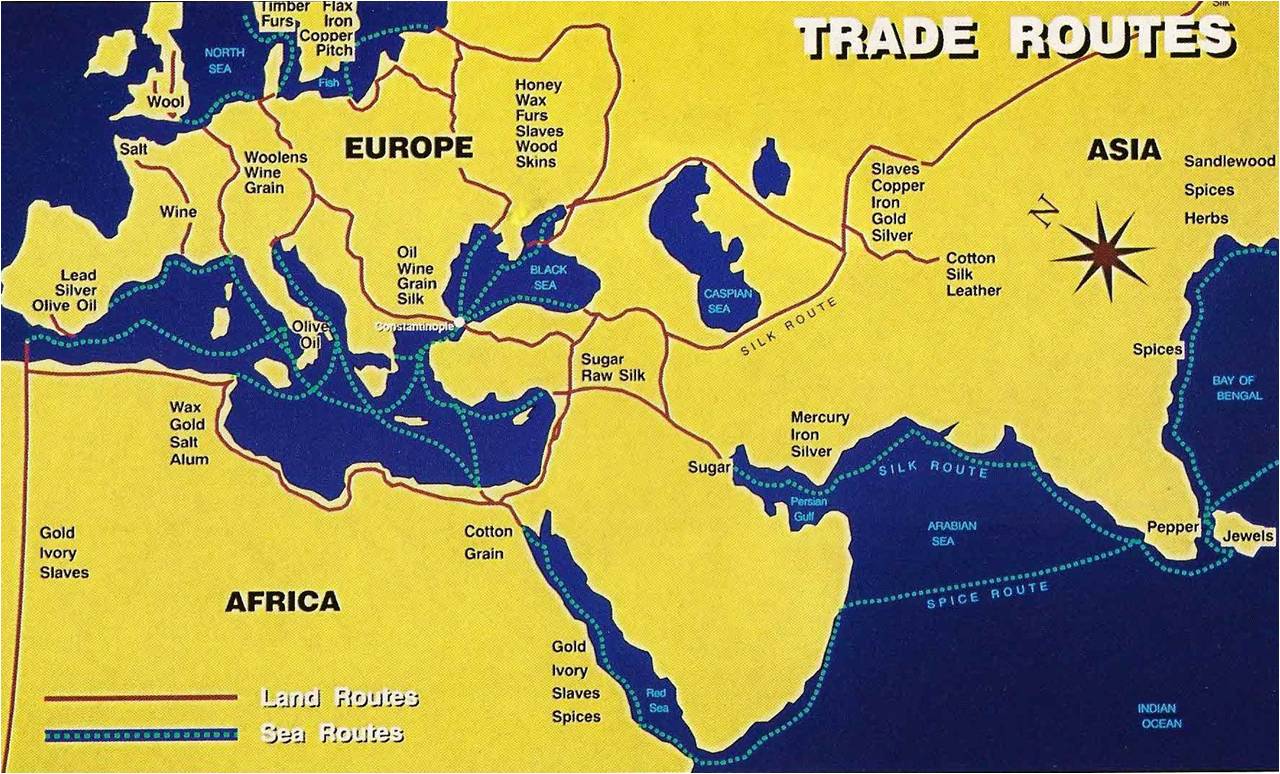 Silk
TRADE ROUTES
Timber
Furs
Flax
Iron
Copper
Pitch
NORTH
SEA
Fish
Wool
Honey
Wax
Furs
Slaves
Wood
Skins
EUROPE
ASIA
Salt
Woolens
Wine
Grain
Wine
Slaves
Copper
Iron
Gold
Silver
Sandlewood
Spices
Herbs
N
Lead
Silver
Olive Oil
Oil
Wine
Grain
Silk
BLACK
SEA
CASPIAN
SEA
Cotton
Silk
Leather
Olive
Oil
Constantinople
SILK ROUTE
Sugar
Raw Silk
Spices
BAY OF
BENGAL
Wax
Gold
Salt
Alum
Mercury
Iron
Silver
Sugar
SILK ROUTE
Persian
Gulf
Gold
Ivory
Slaves
Cotton
Grain
ARABIAN
SEA
Pepper
Jewels
AFRICA
SPICE ROUTE
Gold
Ivory
Slaves
Spices
Red
Sea
INDIAN
OCEAN
Land Routes
Sea Routes